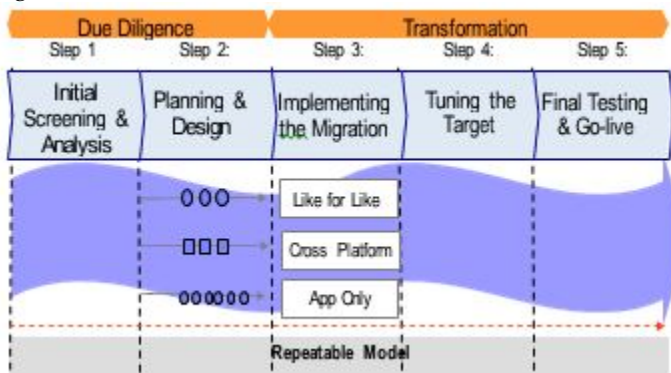 Due Diligence
Transformation
Step 1
Step 2:
Step 3:
Step 4:
Step 5:
Initial
Screening &
Analysis
Planning &
Design
Implementing
the Migration
Tuning the
Target
Final Testing
& Go-live
Like for Like
Cross Platform
App Only
Repeatable Model